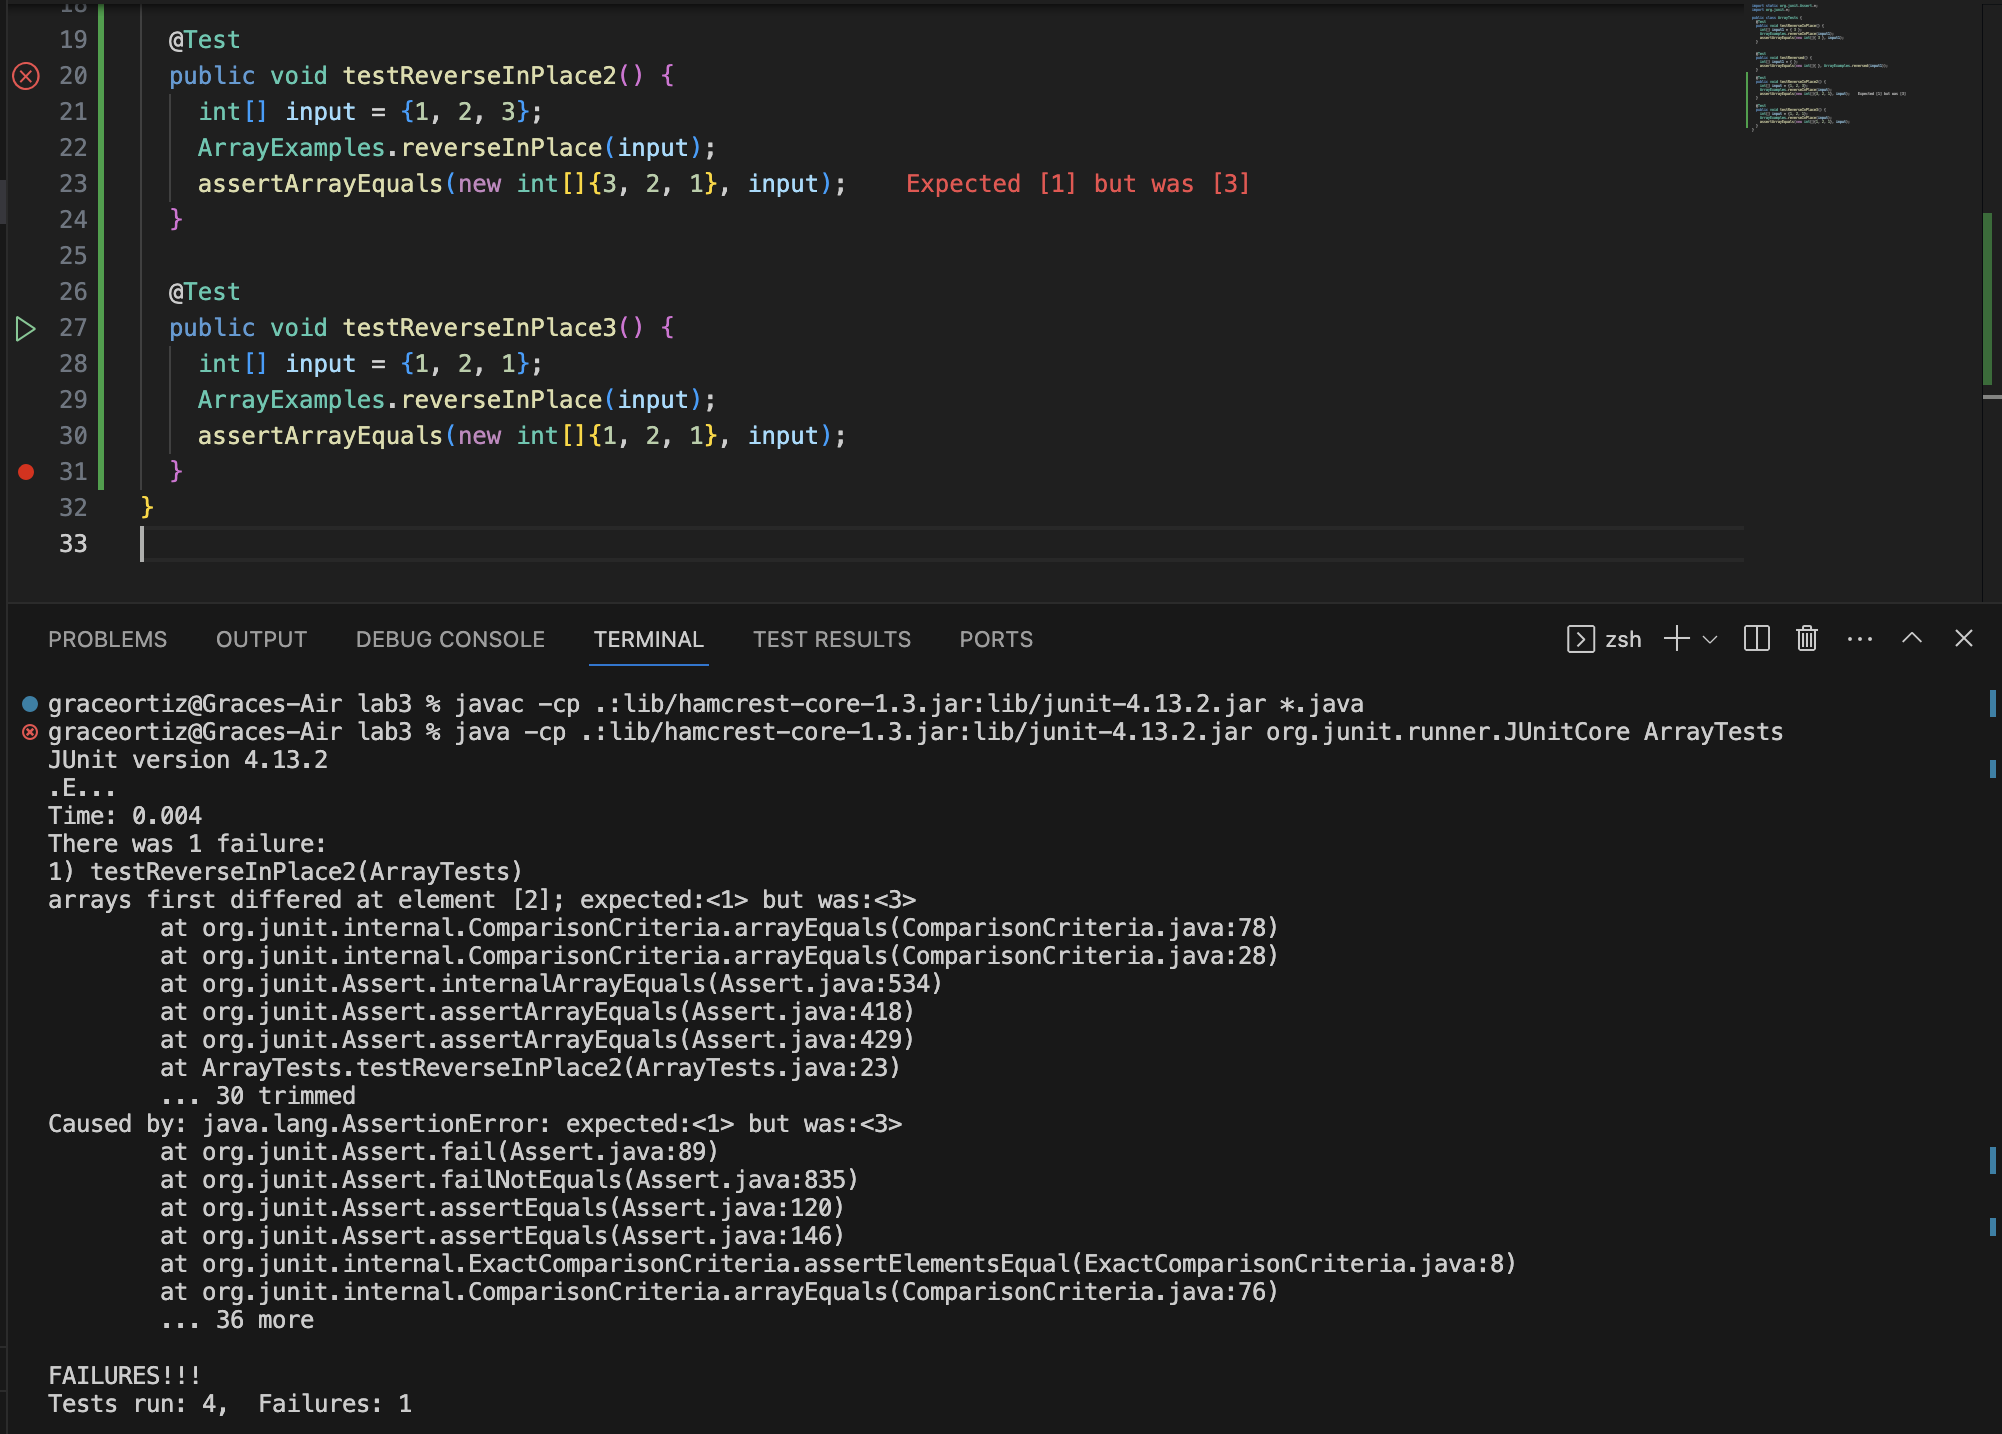 18
19 @Test
20 public void testReverseInPlace2() {
21 int[] input = {1, 2, 3};
22 ArrayExamples.reverseInPlace(input);
23 assertArrayEquals(new int[]{3, 2, 1}, input); Expected [1] but was [3]
24 }
25
26 @Test
27 public void testReverseInPlace3() {
28 int[] input = {1, 2, 1};
29 ArrayExamples.reverseInPlace(input);
30 assertArrayEquals(new int[]{1, 2, 1}, input);
31 }
32 }
33
PROBLEMS OUTPUT DEBUG CONSOLE TERMINAL TEST RESULTS PORTS zsh
graceortiz@Graces-Air lab3 % javac -cp .:lib/hamcrest-core-1.3.jar:lib/junit-4.13.2.jar *.java
graceortiz@Graces-Air lab3 % java -cp .:lib/hamcrest-core-1.3.jar:lib/junit-4.13.2.jar org.junit.runner.JUnitCore ArrayTests
JUnit version 4.13.2
.E...
Time: 0.004
There was 1 failure:
1) testReverseInPlace2(ArrayTests)
arrays first differed at element [2]; expected:<1> but was:<3>
at org.junit.internal.ComparisonCriteria.arrayEquals(ComparisonCriteria.java:78)
at org.junit.internal.ComparisonCriteria.arrayEquals(ComparisonCriteria.java:28)
at org.junit.Assert.internalArrayEquals(Assert.java:534)
at org.junit.Assert.assertArrayEquals(Assert.java:418)
at org.junit.Assert.assertArrayEquals(Assert.java:429)
at ArrayTests.testReverseInPlace2(ArrayTests.java:23)
... 30 trimmed
Caused by: java.lang.AssertionError: expected:<1> but was:<3>
at org.junit.Assert.fail(Assert.java:89)
at org.junit.Assert.failNotEquals(Assert.java:835)
at org.junit.Assert.assertEquals(Assert.java:120)
at org.junit.Assert.assertEquals(Assert.java:146)
at org.junit.internal.ExactComparisonCriteria.assertElementsEqual(ExactComparisonCriteria.java:8)
at org.junit.internal.ComparisonCriteria.arrayEquals(ComparisonCriteria.java:76)
... 36 more
FAILURES!!!
Tests run: 4,  Failures: 1